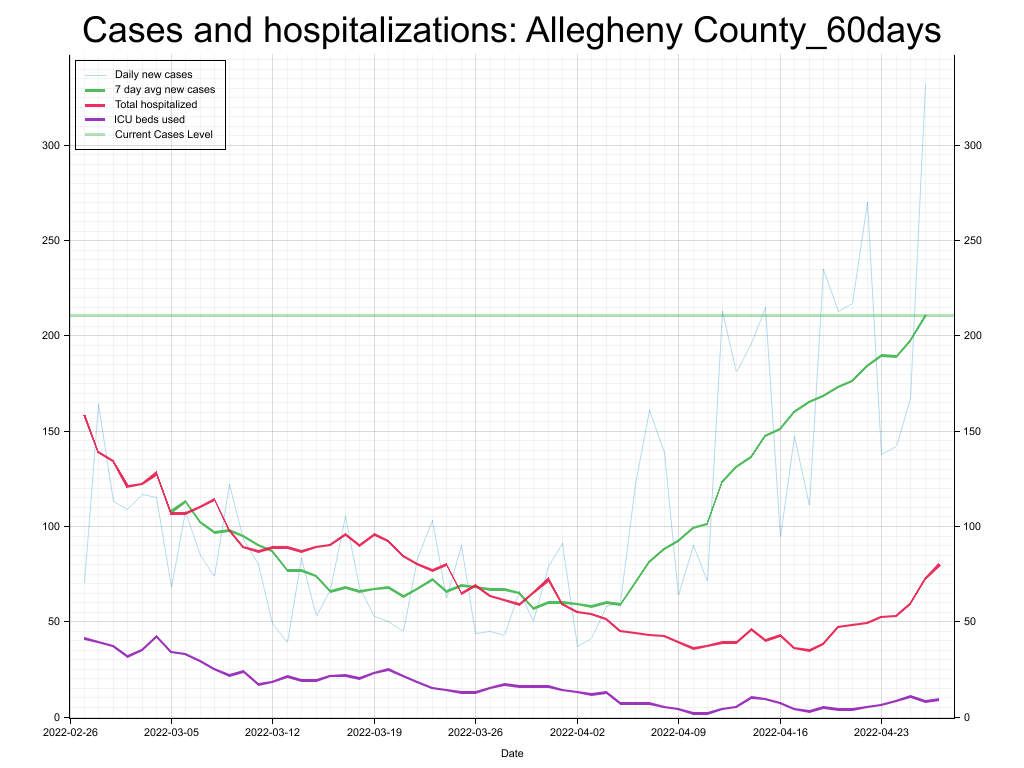 Cases and hospitalizations: Allegheny County_60days
Daily new cases
7 day avg new cases
Total hospitalized
ICU beds used
Current Cases Level
300 300
250 250
200 200
150 150
100 100
50 50
0 0
2022-02-26 2022-03-05 2022-03-12 2022-03-19 2022-03-26 2022-04-02 2022-04-09 2022-04-16 2022-04-23
Date